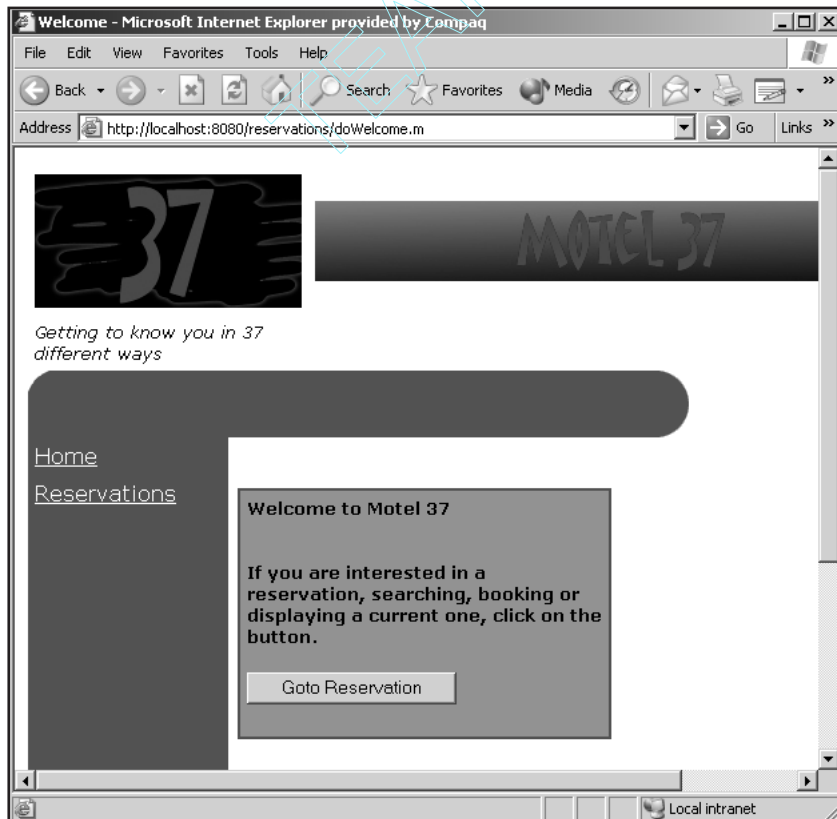 Welcome - Microsoft Internet Explorer provided by Compaq
File Edit View Favorites Tools Help
Back Search Favorites Media »
Address http://localhost:8080/reservations/doWelcome.m Go Links »
37
MOTEL 37
Getting to know you in 37
different ways
Home
Reservations
Welcome to Motel 37
If you are interested in a
reservation, searching, booking or
displaying a current one, click on the
button.
Goto Reservation
Local intranet